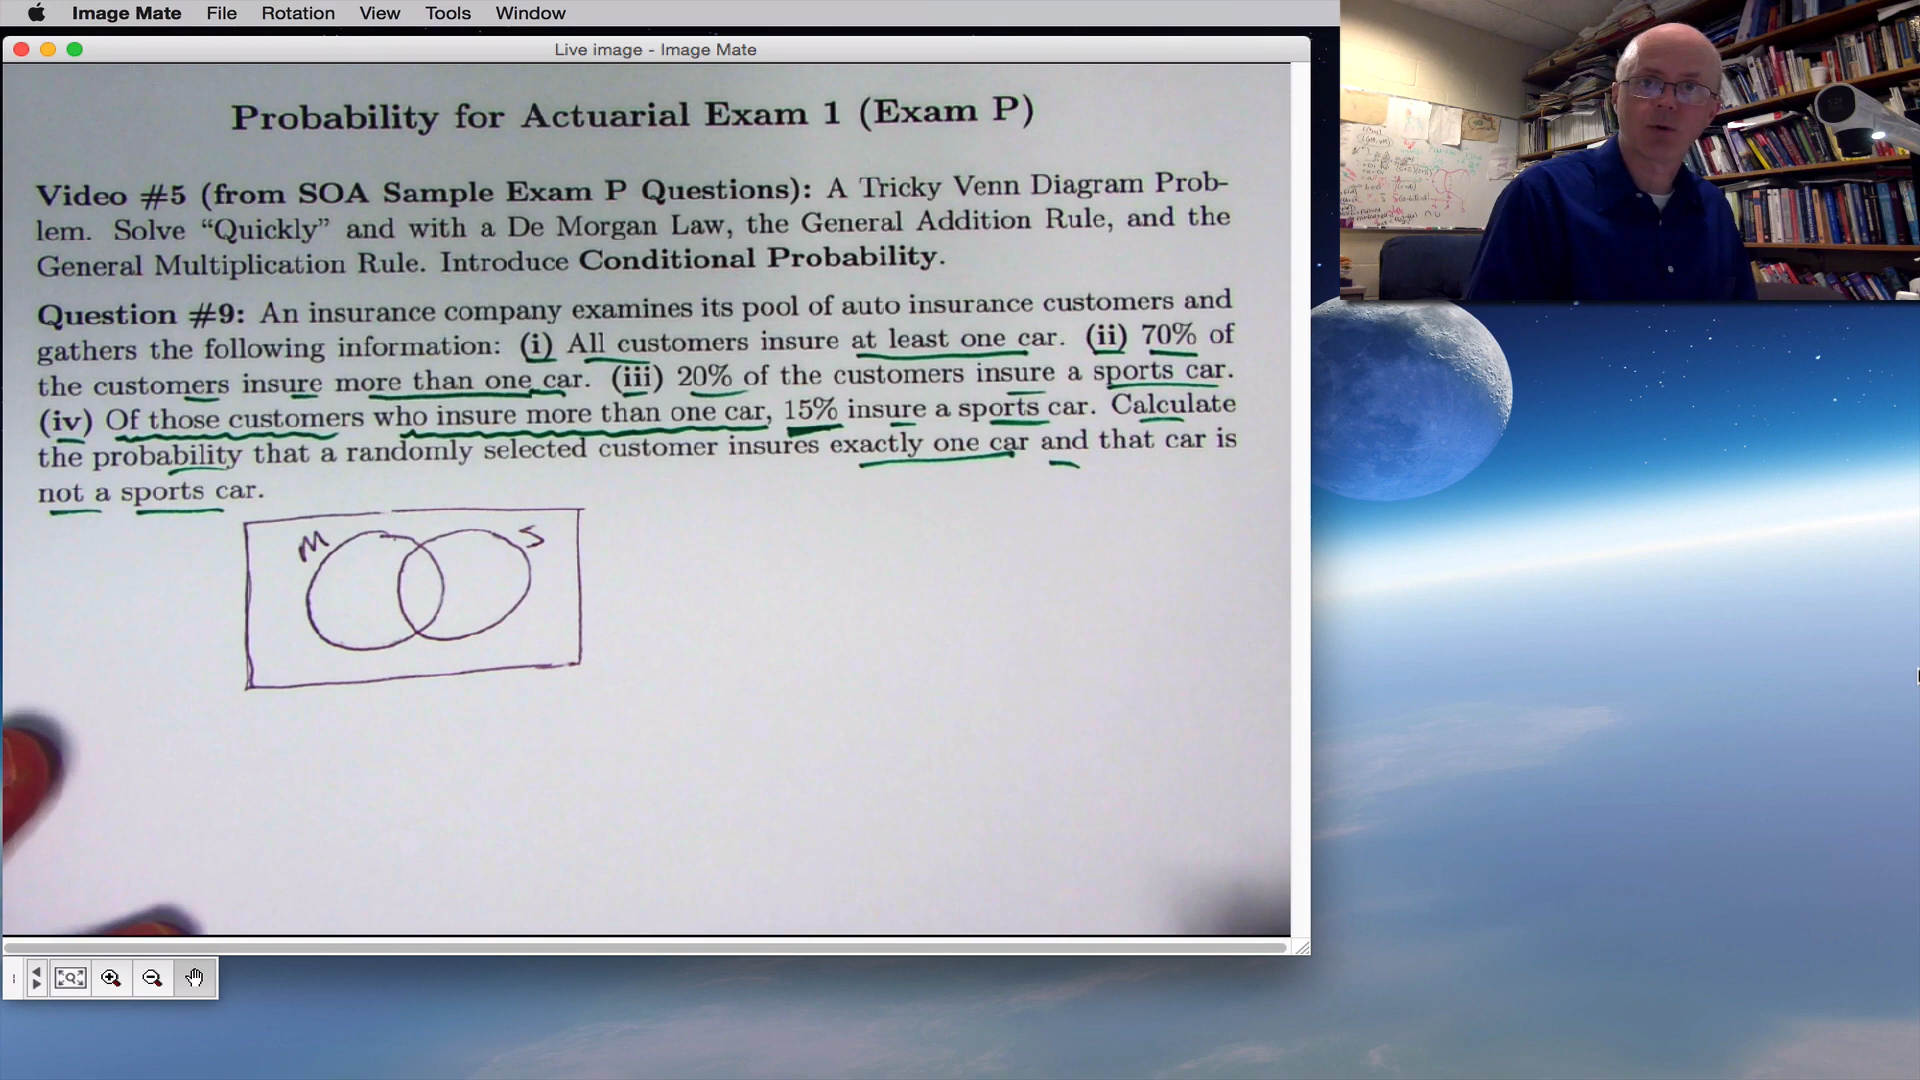 Image Mate File Rotation View Tools Window
Live image - Image Mate
Probability for Actuarial Exam 1 (Exam P)
Video #5 (from SOA Sample Exam P Questions): A Tricky Venn Diagram Prob-
lem. Solve “Quickly” and with a De Morgan Law, the General Addition Rule, and the
General Multiplication Rule. Introduce Conditional Probability.
Question #9: An insurance company examines its pool of auto insurance customers and
gathers the following information: (i) All customers insure at least one car. (ii) 70% of
the customers insure more than one car. (iii) 20% of the customers insure a sports car.
(iv) Of those customers who insure more than one car, 15% insure a sports car. Calculate
the probability that a randomly selected customer insures exactly one car and that car is
not a sports car.
M S